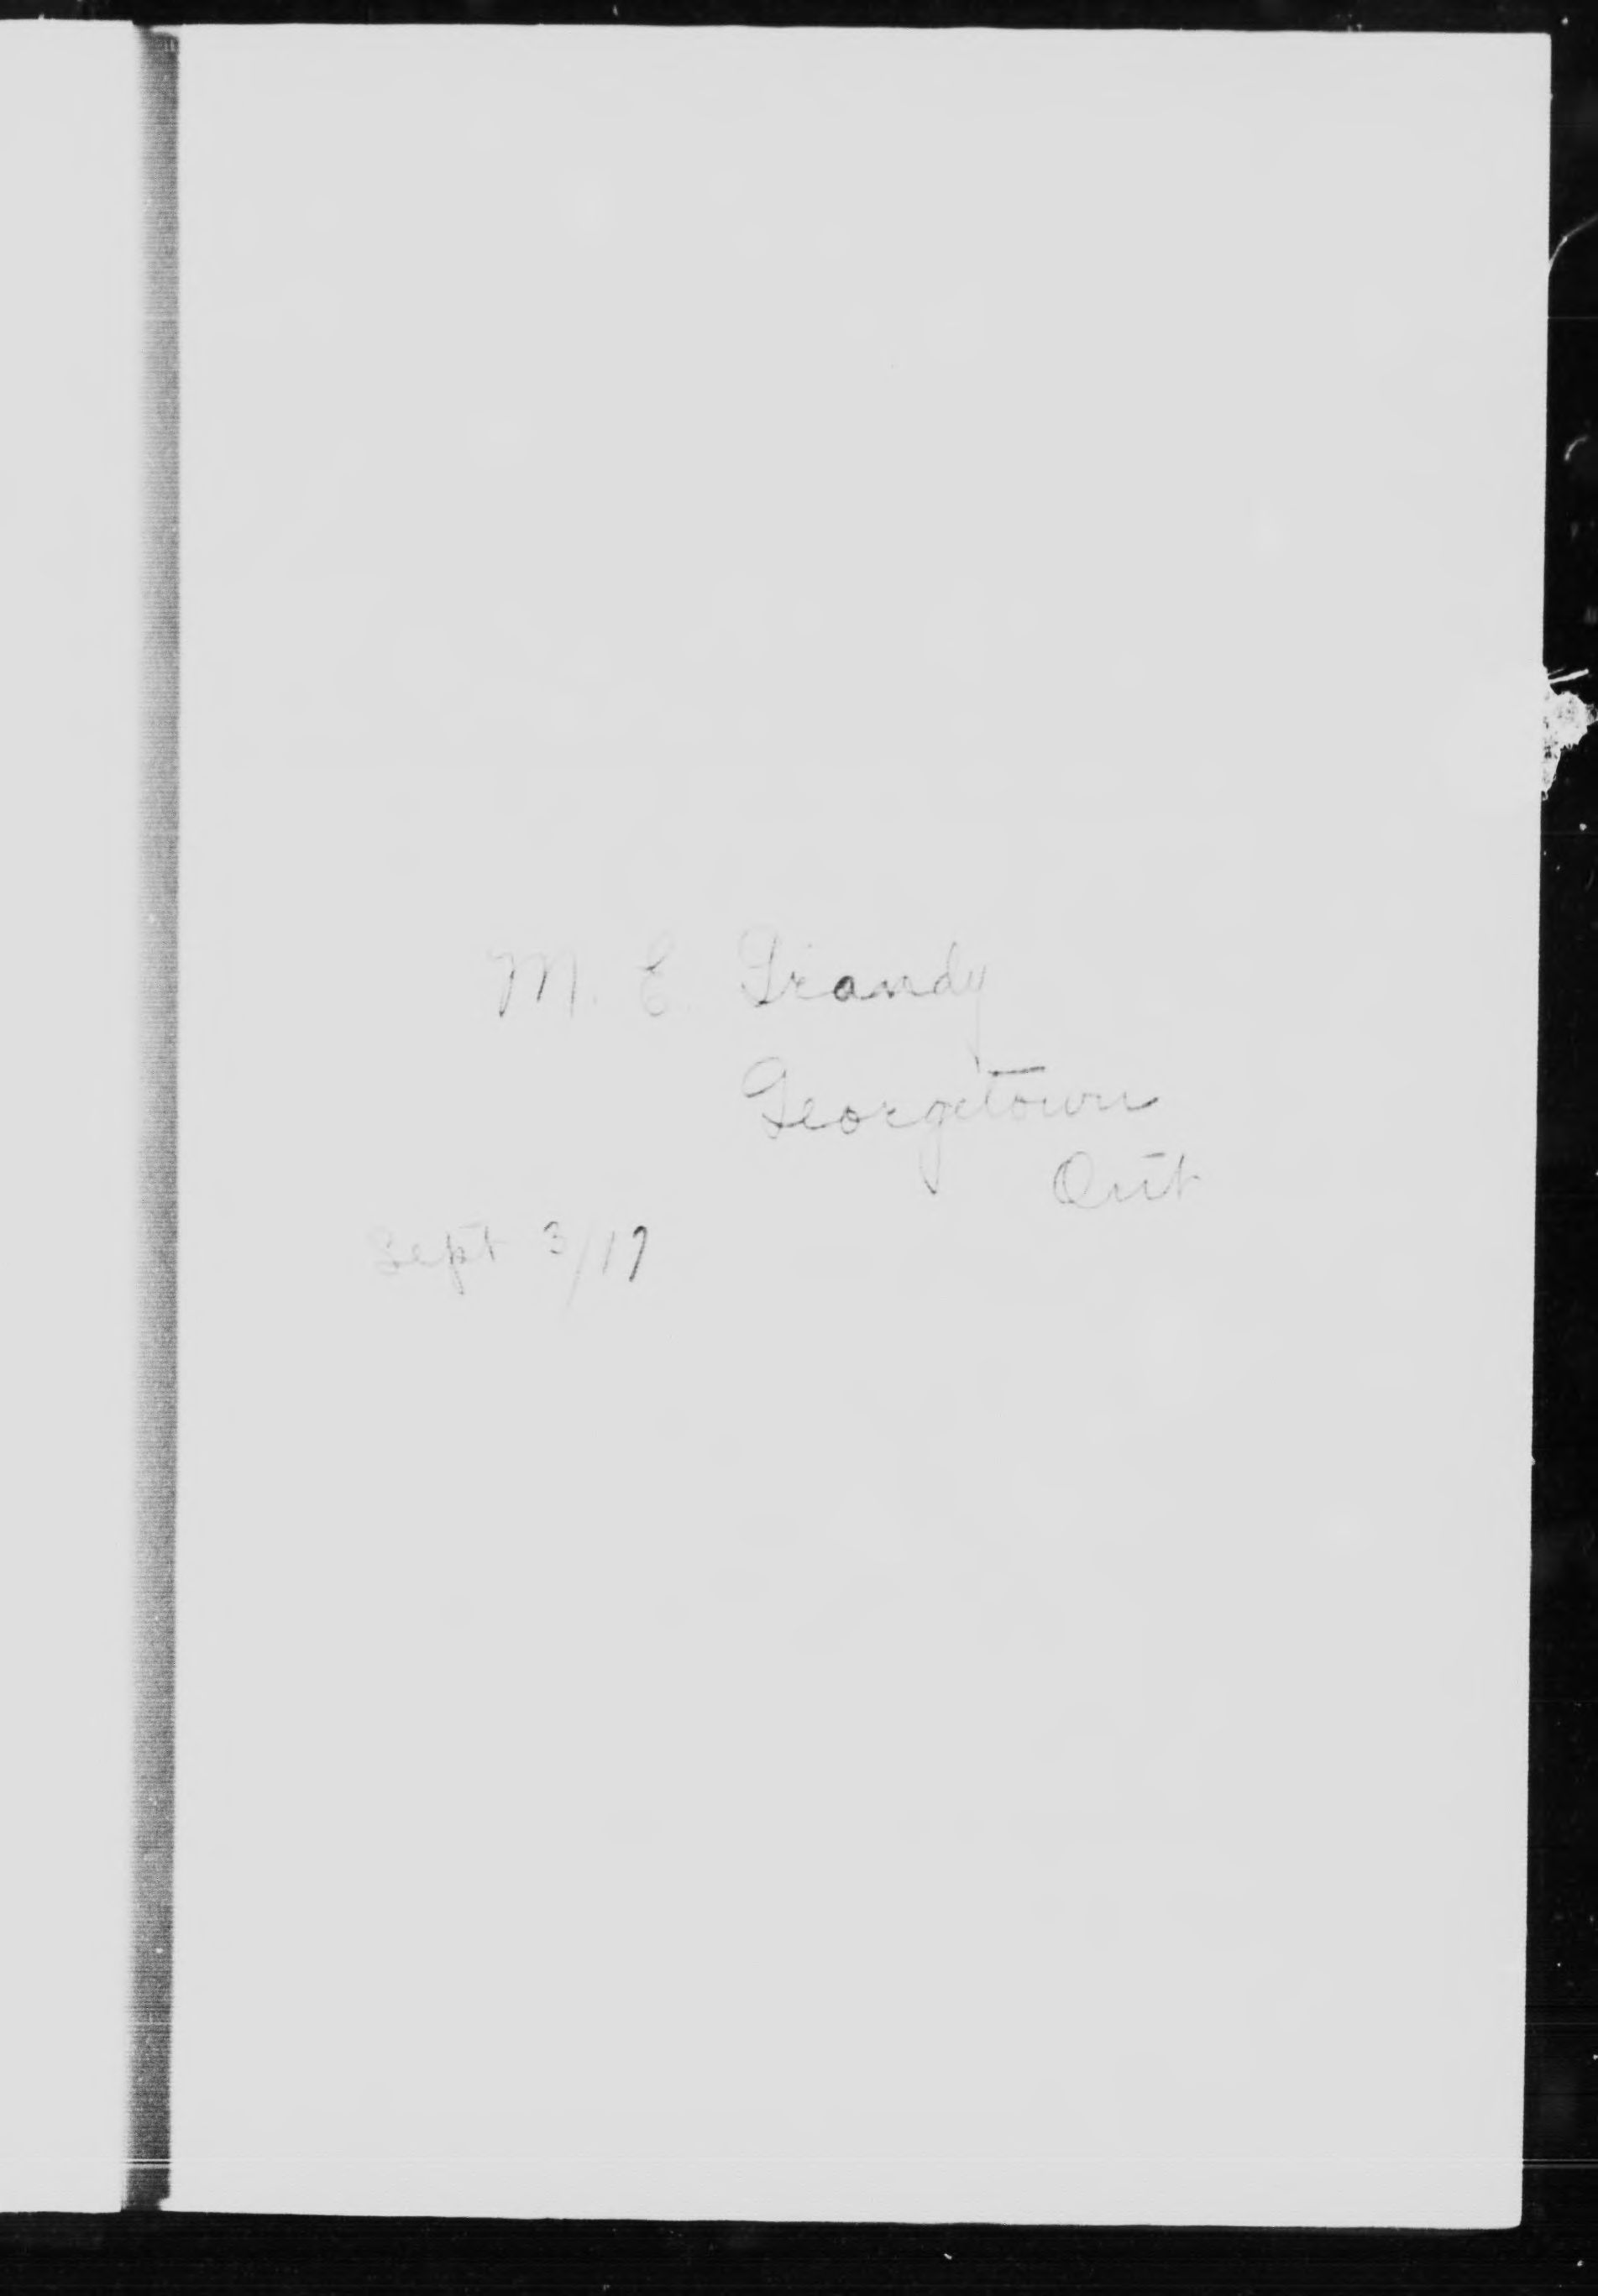 M. E. Grandy
Georgetown
Ont
Sept 3/17